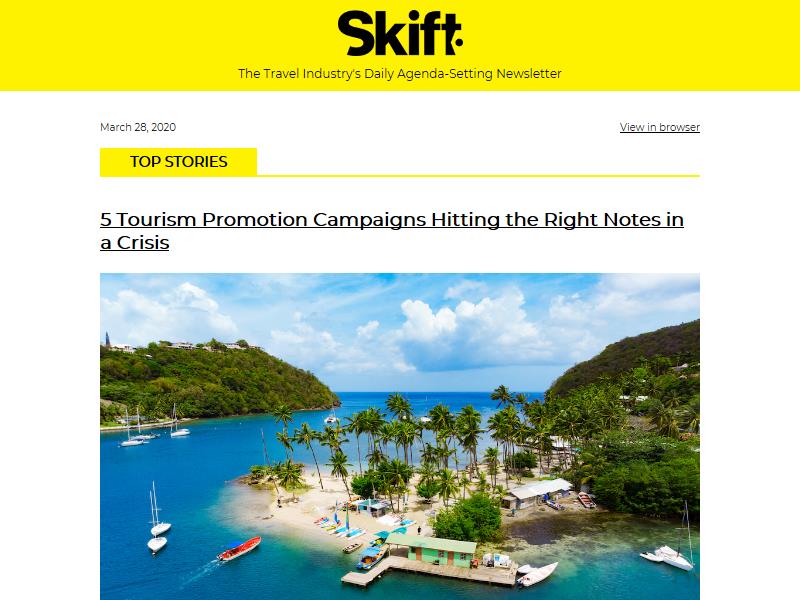 Skift
The Travel Industry's Daily Agenda-Setting Newsletter
March 28, 2020
View in browser
TOP STORIES
5 Tourism Promotion Campaigns Hitting the Right Notes in
a Crisis